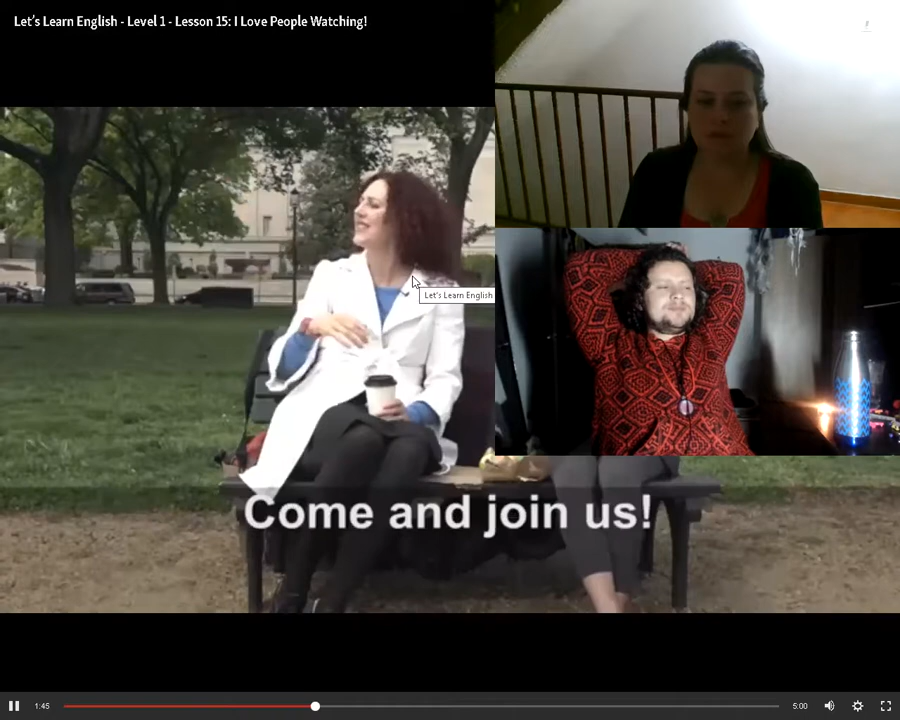 Let's Learn English - Level 1 - Lesson 15: I Love People Watching!
Let's Learn English
Come and join us!
1:45
5:00